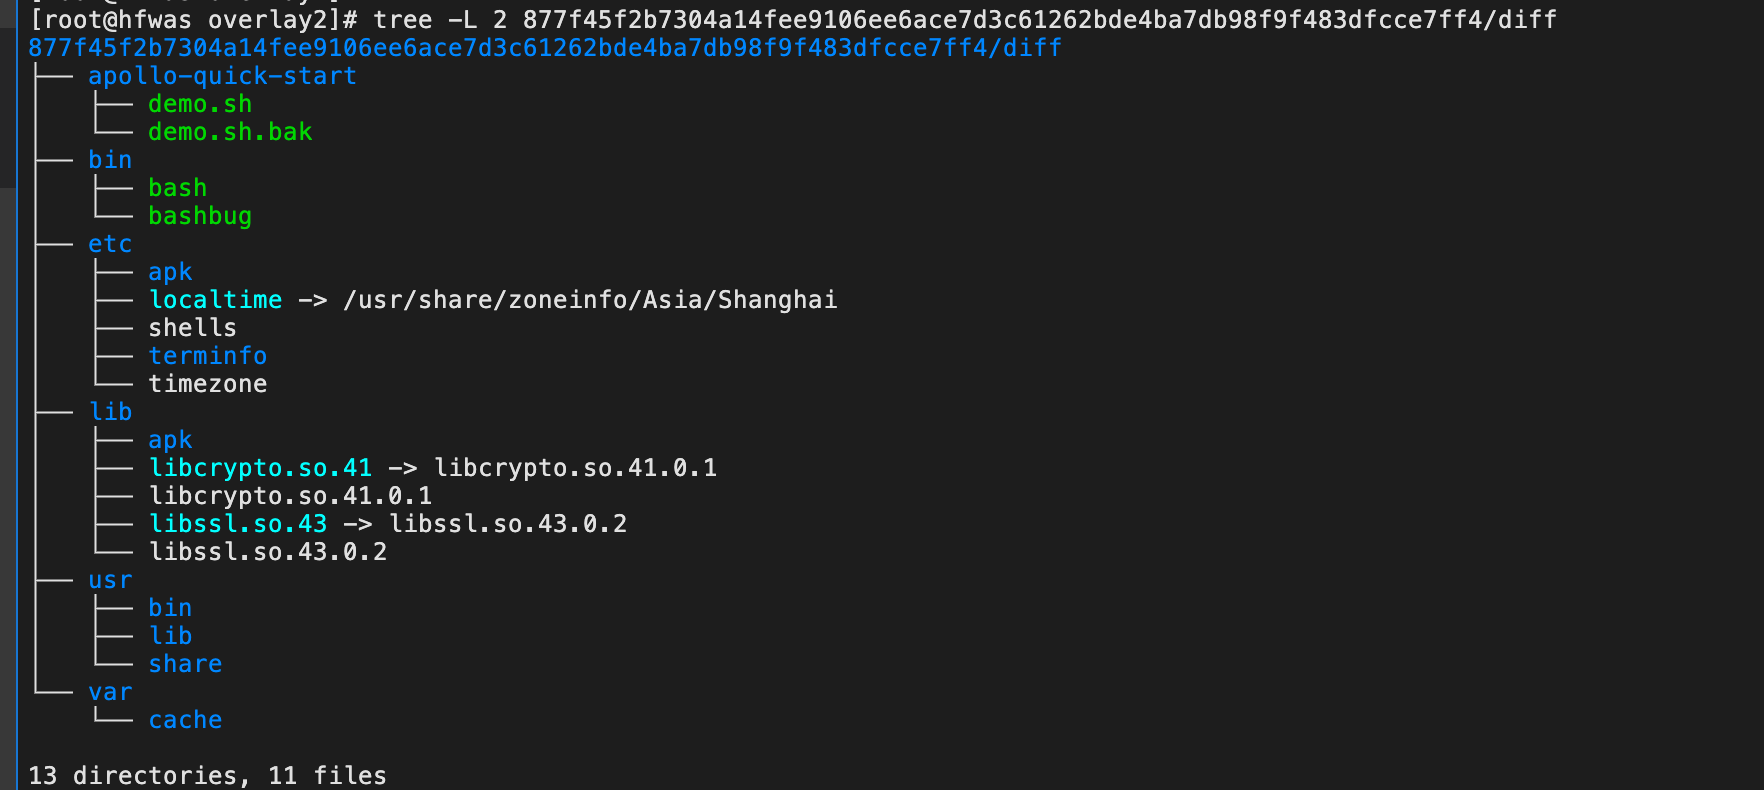 [root@hfwas overlay2]# tree -L 2 877f45f2b7304a14fee9106ee6ace7d3c61262bde4ba7db98f9f483dfcce7ff4/diff
877f45f2b7304a14fee9106ee6ace7d3c61262bde4ba7db98f9f483dfcce7ff4/diff
├── apollo-quick-start
│   ├── demo.sh
│   └── demo.sh.bak
├── bin
│   ├── bash
│   └── bashbug
├── etc
│   ├── apk
│   ├── localtime -> /usr/share/zoneinfo/Asia/Shanghai
│   ├── shells
│   ├── terminfo
│   └── timezone
├── lib
│   ├── apk
│   ├── libcrypto.so.41 -> libcrypto.so.41.0.1
│   ├── libcrypto.so.41.0.1
│   ├── libssl.so.43 -> libssl.so.43.0.2
│   └── libssl.so.43.0.2
├── usr
│   ├── bin
│   ├── lib
│   └── share
└── var
    └── cache
13 directories, 11 files